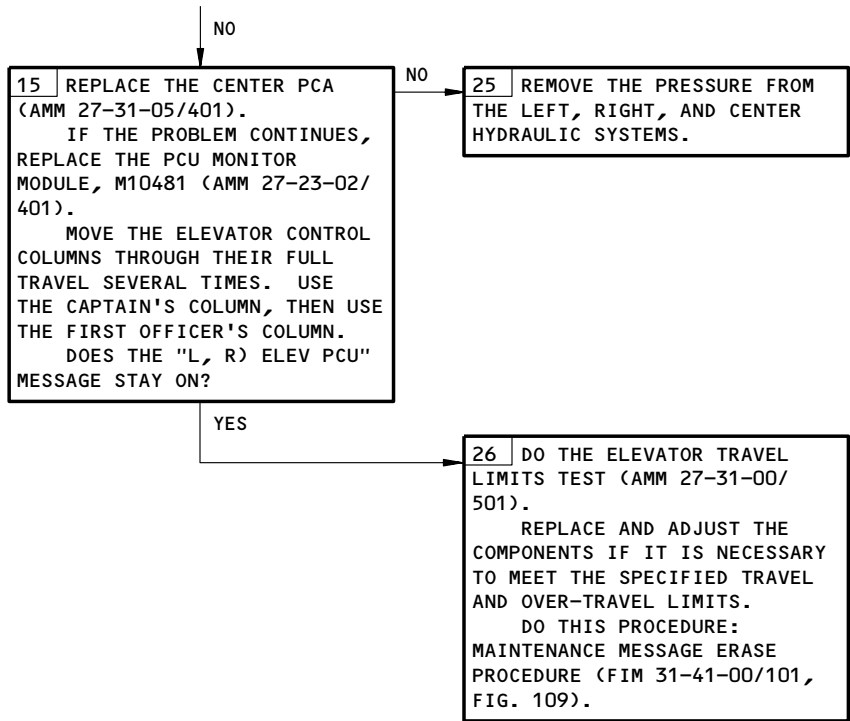 NO
15 REPLACE THE CENTER PCA
(AMM 27-31-05/401).
IF THE PROBLEM CONTINUES,
REPLACE THE PCU MONITOR
MODULE, M10481 (AMM 27-23-02/
401).
MOVE THE ELEVATOR CONTROL
COLUMNS THROUGH THEIR FULL
TRAVEL SEVERAL TIMES. USE
THE CAPTAIN'S COLUMN, THEN USE
THE FIRST OFFICER'S COLUMN.
DOES THE "L, R) ELEV PCU"
MESSAGE STAY ON?
NO
25 REMOVE THE PRESSURE FROM
THE LEFT, RIGHT, AND CENTER
HYDRAULIC SYSTEMS.
YES
26 DO THE ELEVATOR TRAVEL
LIMITS TEST (AMM 27-31-00/
501).
REPLACE AND ADJUST THE
COMPONENTS IF IT IS NECESSARY
TO MEET THE SPECIFIED TRAVEL
AND OVER-TRAVEL LIMITS.
DO THIS PROCEDURE:
MAINTENANCE MESSAGE ERASE
PROCEDURE (FIM 31-41-00/101,
FIG. 109).